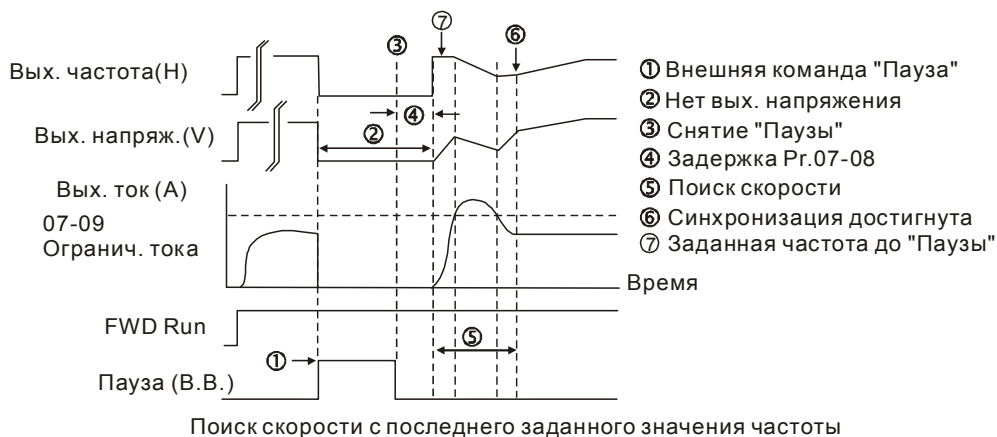 Вых. частота(H)
Вых. напряж.(V)
Вых. ток (A)
07-09
Огранич. тока
FWD Run
Пауза (B.B.)
③
⑦
⑥
④
②
⑤
①
Время
① Внешняя команда "Пауза"
② Нет вых. напряжения
③ Снятие "Паузы"
④ Задержка Pr.07-08
⑤ Поиск скорости
⑥ Синхронизация достигнута
⑦ Заданная частота до "Паузы"
Поиск скорости с последнего заданного значения частоты